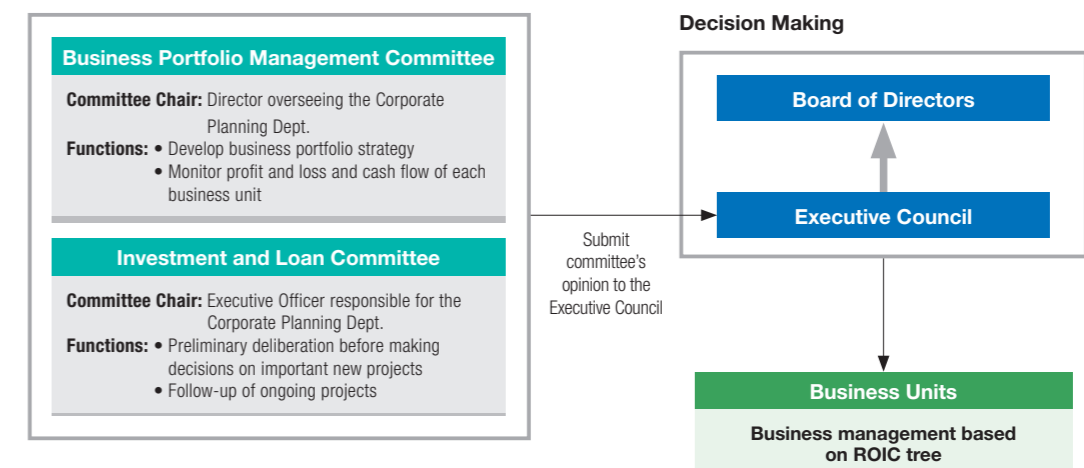 Business Portfolio Management Committee
Committee Chair: Director overseeing the Corporate
Planning Dept.
Functions: • Develop business portfolio strategy
• Monitor profit and loss and cash flow of each
business unit
Investment and Loan Committee
Committee Chair: Executive Officer responsible for the
Corporate Planning Dept.
Functions: • Preliminary deliberation before making
decisions on important new projects
• Follow-up of ongoing projects
Submit
committee's
opinion to the
Executive Council
Decision Making
Board of Directors
Executive Council
Business Units
Business management based
on ROIC tree